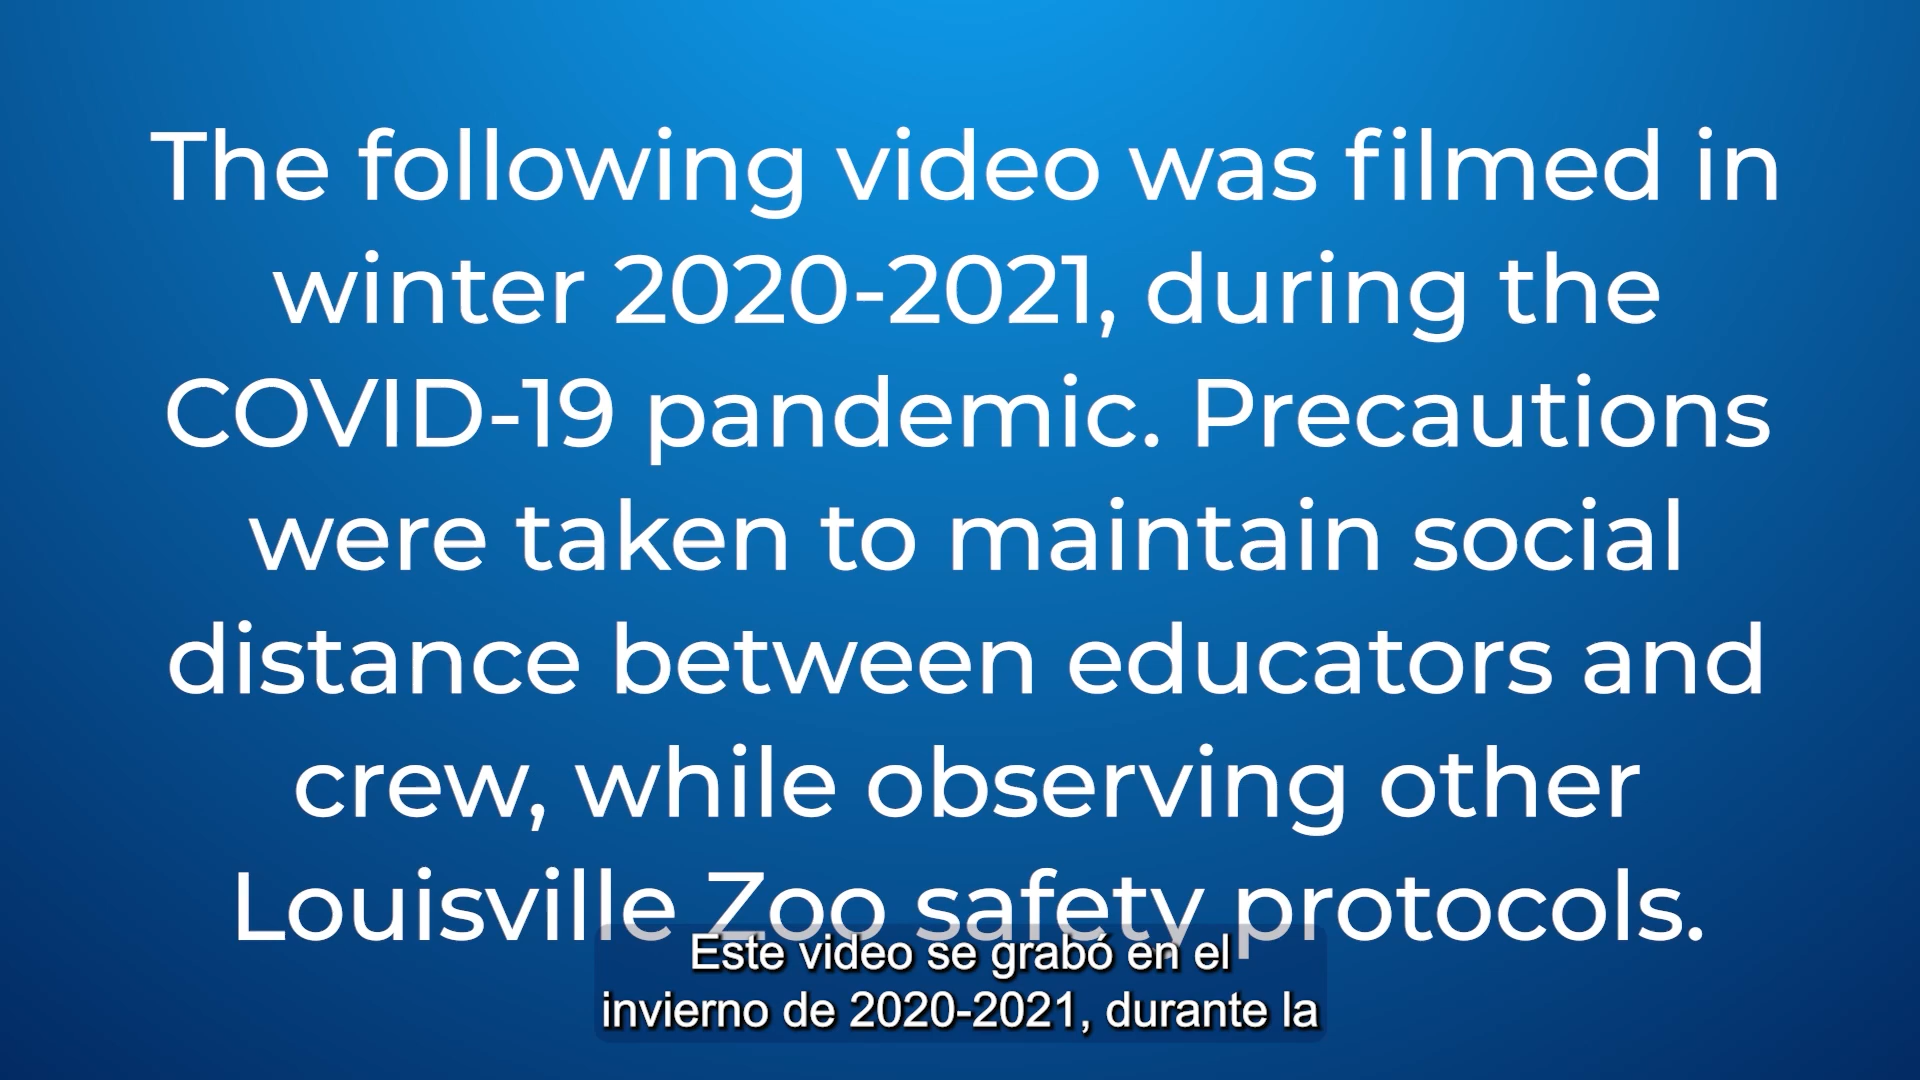 The following video was filmed in
winter 2020-2021, during the
COVID-19 pandemic. Precautions
were taken to maintain social
distance between educators and
crew, while observing other
Louisville Zoo safety protocols.
Este video se grabó en el
invierno de 2020-2021, durante la